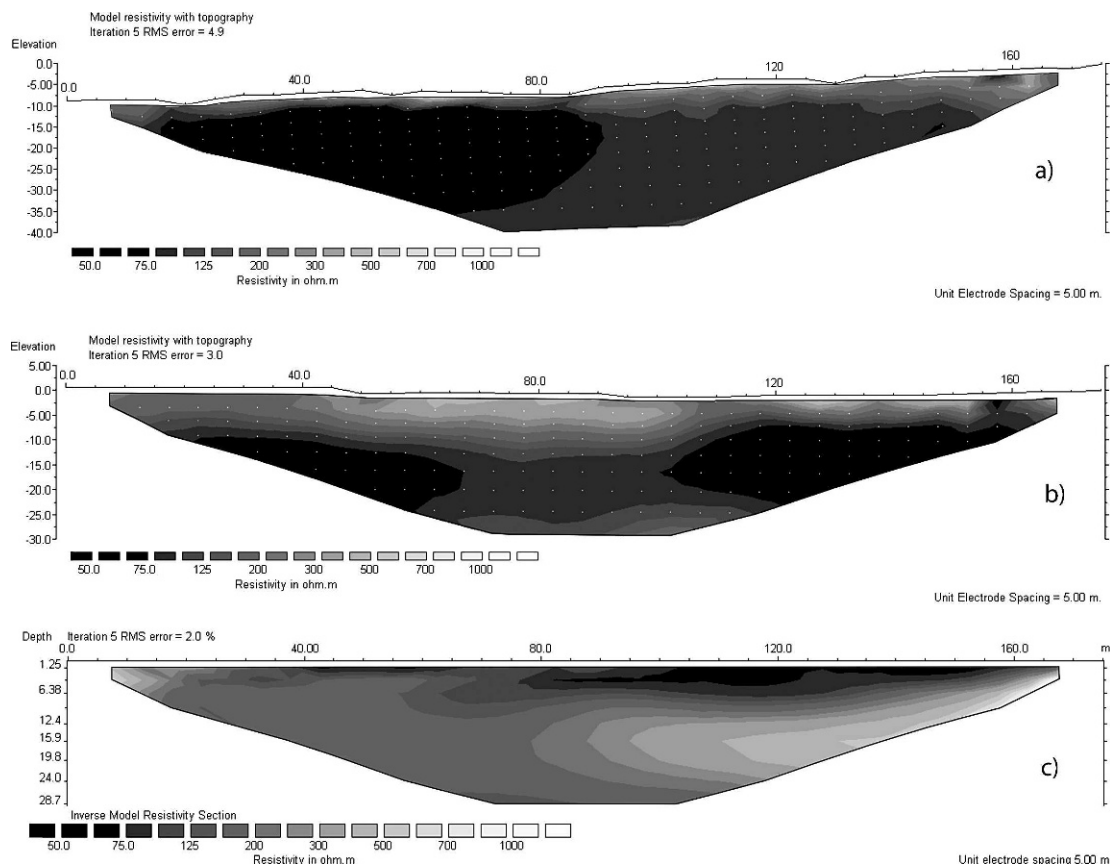 Model resistivity with topography
Iteration 5 RMS error = 4.9
Elevation
0.0 40.0 80.0 120 160
0.0
-5.00
-10.0
-15.0
-20.0
-25.0
-30.0
-35.0
-40.0
a)
50.0 75.0 125 200 300 500 700 1000
Resistivity in ohm.m
Unit Electrode Spacing = 5.00 m.
Model resistivity with topography
Iteration 5 RMS error = 3.0
Elevation
0.0 40.0 80.0 120 160
5.00
0.0
-5.00
-10.0
-15.0
-20.0
-25.0
-30.0
b)
50.0 75.0 125 200 300 500 700 1000
Resistivity in ohm.m
Unit Electrode Spacing = 5.00 m.
Depth Iteration 5 RMS error = 2.0 %
0.0 40.00 80.0 120.0 160.0 m
1.25
6.38
12.4
15.9
19.8
24.0
28.7
c)
Inverse Model Resistivity Section
50.0 75.0 125 200 300 500 700 1000
Resistivity in ohm.m
Unit electrode spacing 5.00 m